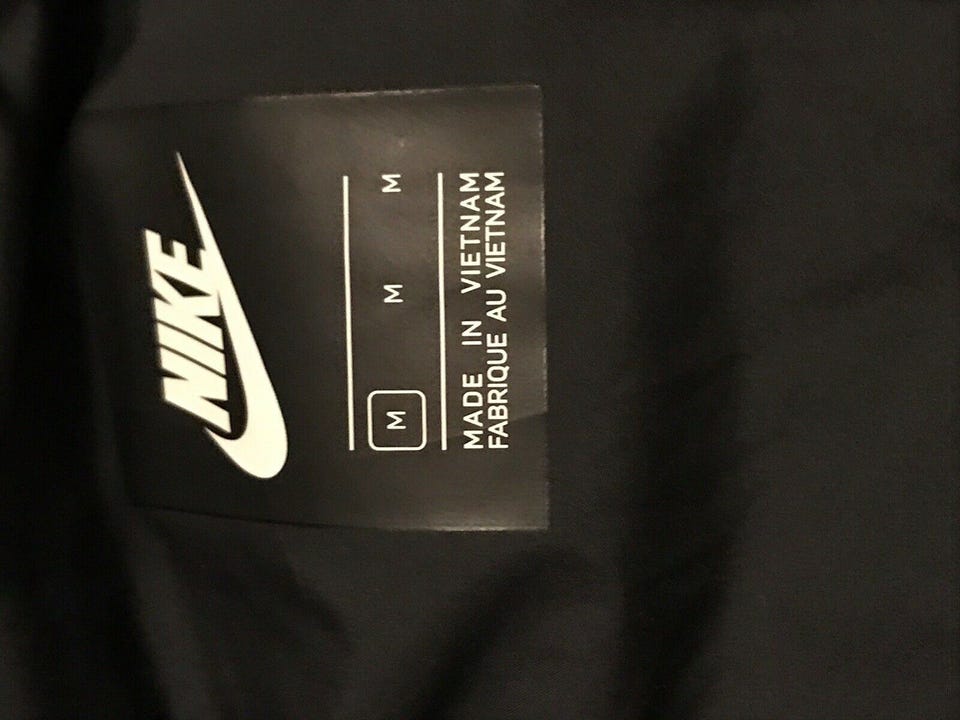 NIKE
M M M
MADE IN VIETNAM
FABRIQUE AU VIETNAM